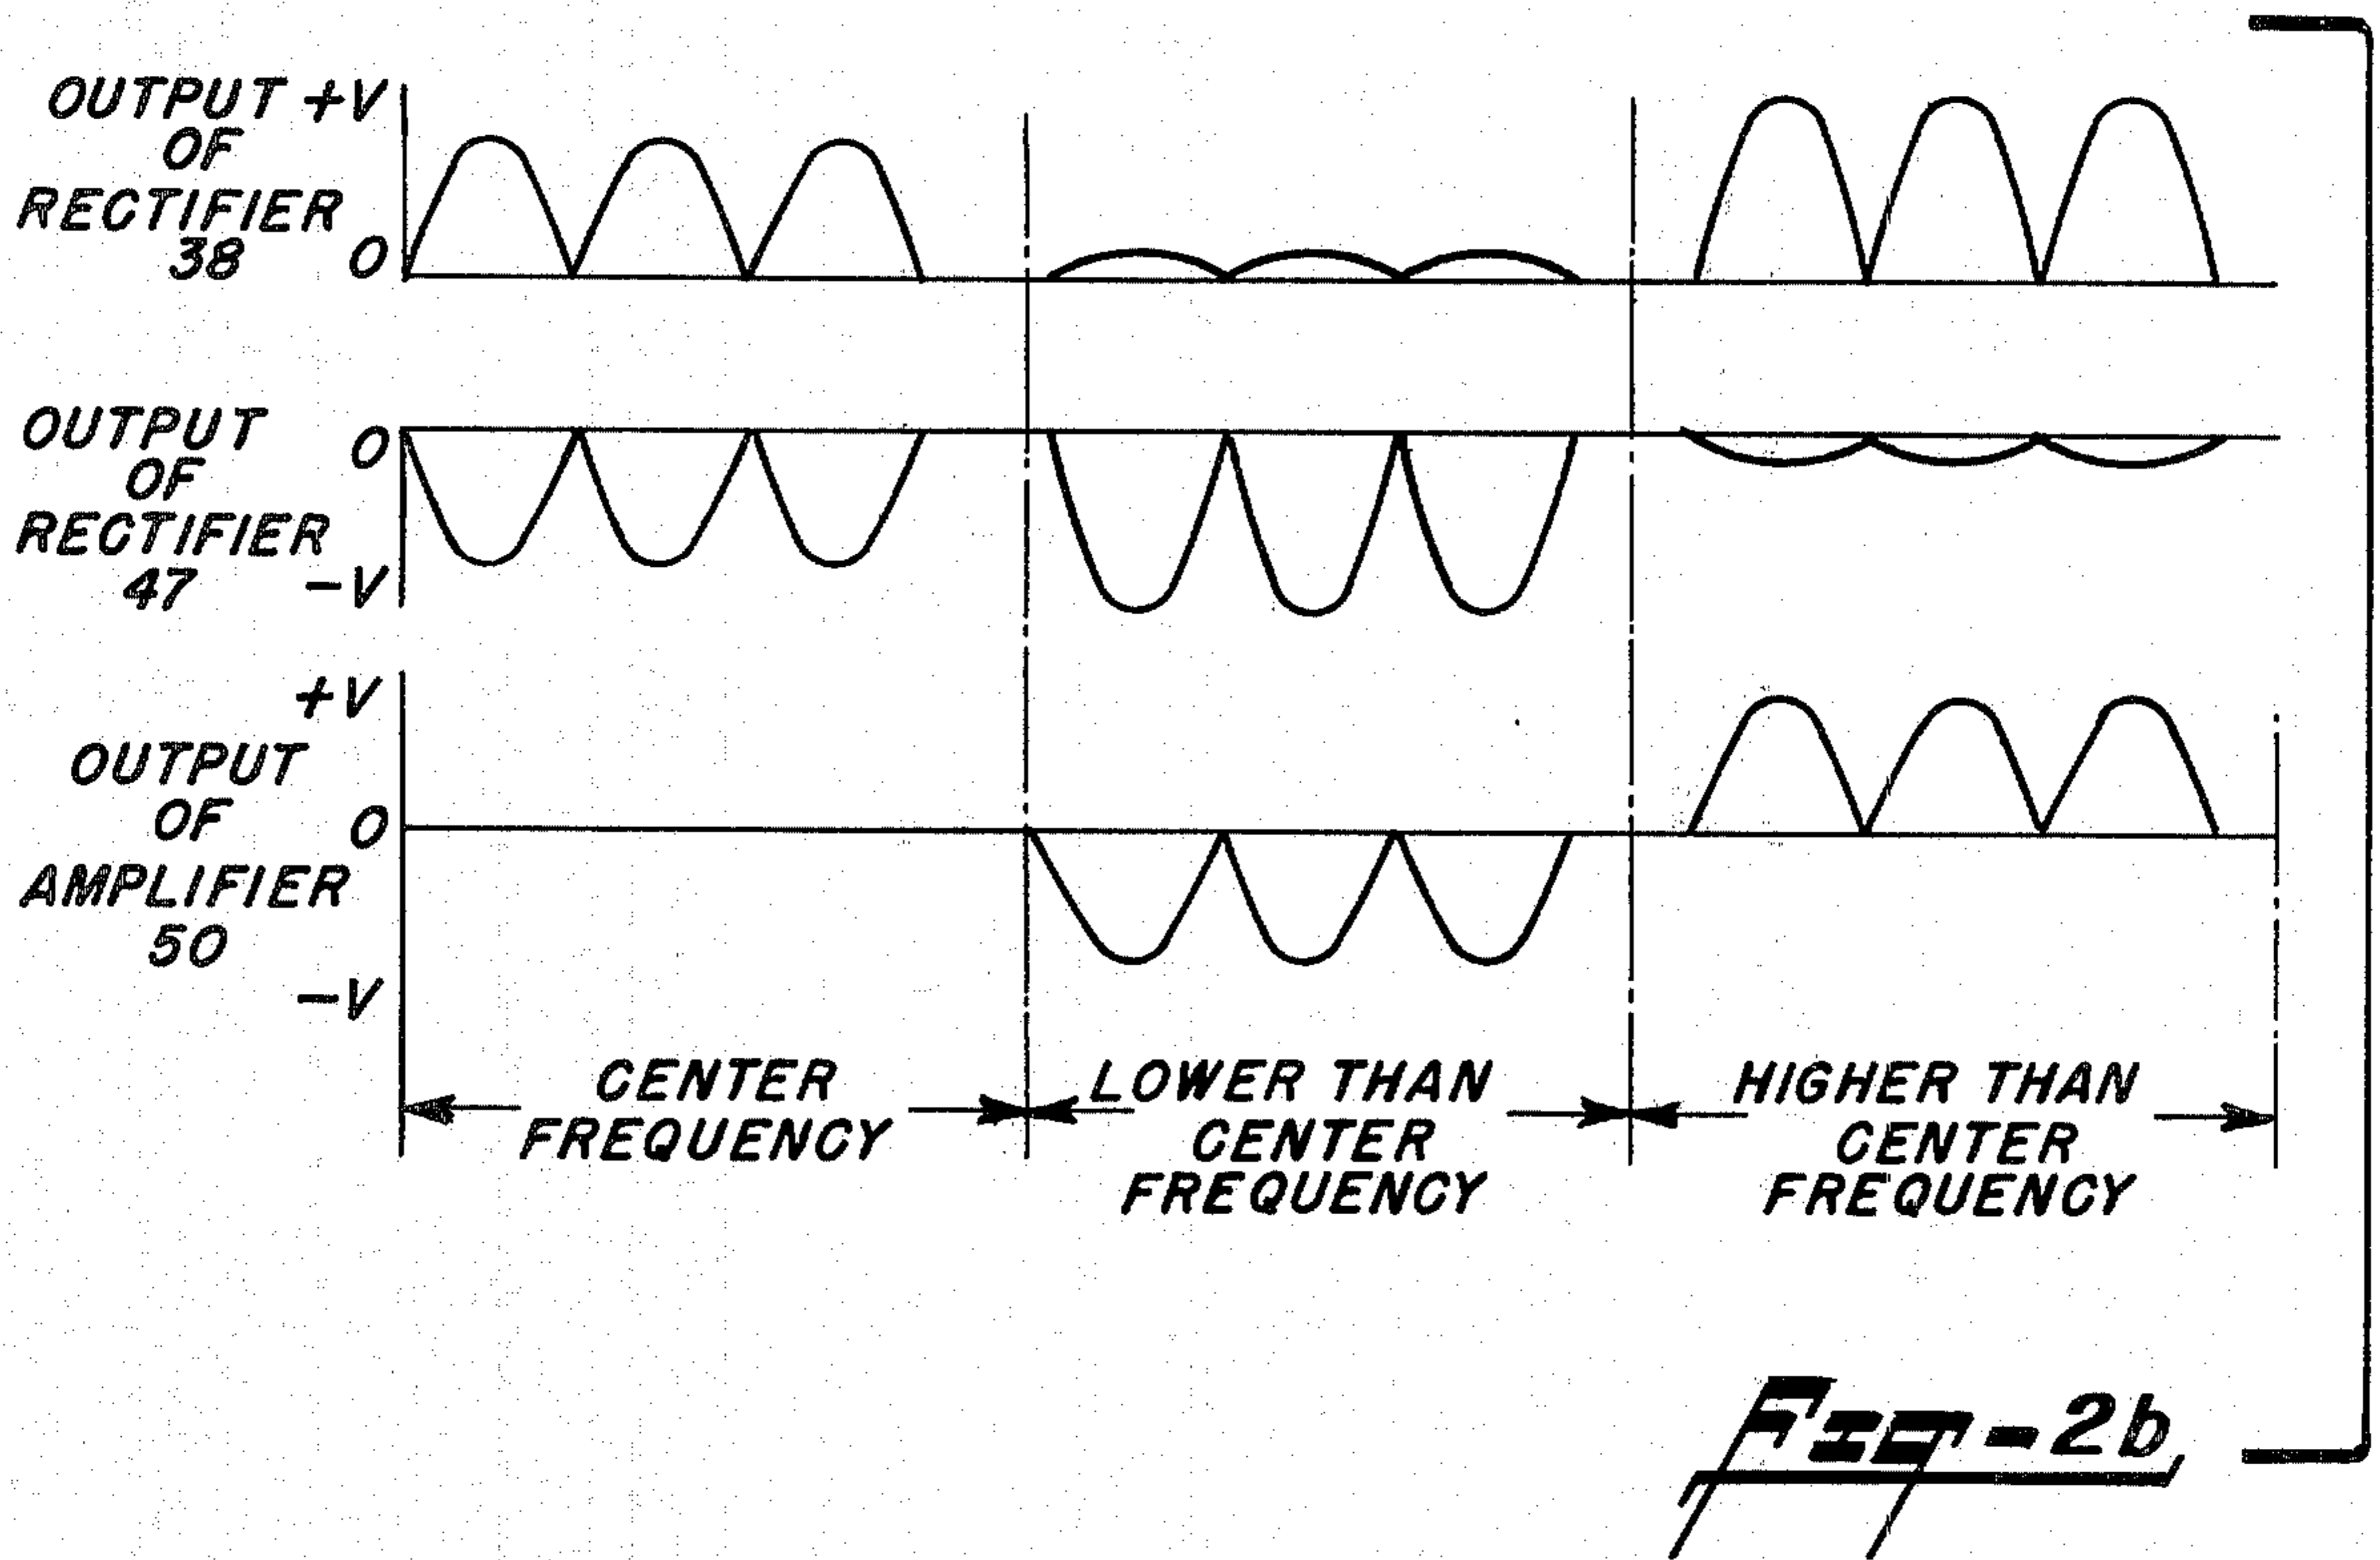 OUTPUT +V
OF
RECTIFIER
38 0
OUTPUT
0
OF
RECTIFIER
47 -V
+V
OUTPUT
OF 0
AMPLIFIER
50
-V
CENTER
FREQUENCY
LOWER THAN
CENTER
FREQUENCY
HIGHER THAN
CENTER
FREQUENCY
FIG-2b